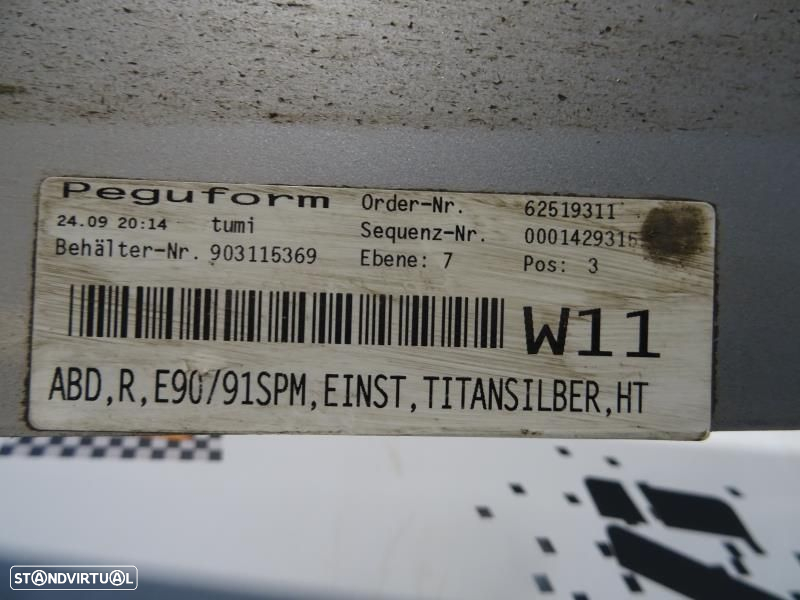 Peguform Order-Nr. 62519311
24.09 20:14 tumi Sequenz-Nr. 000142931
Behälter-Nr. 903115369 Ebene: 7 Pos: 3
W11
ABD,R,E90/91SPM,EINST,TITANSILBER,HT
STANDVIRTUAL